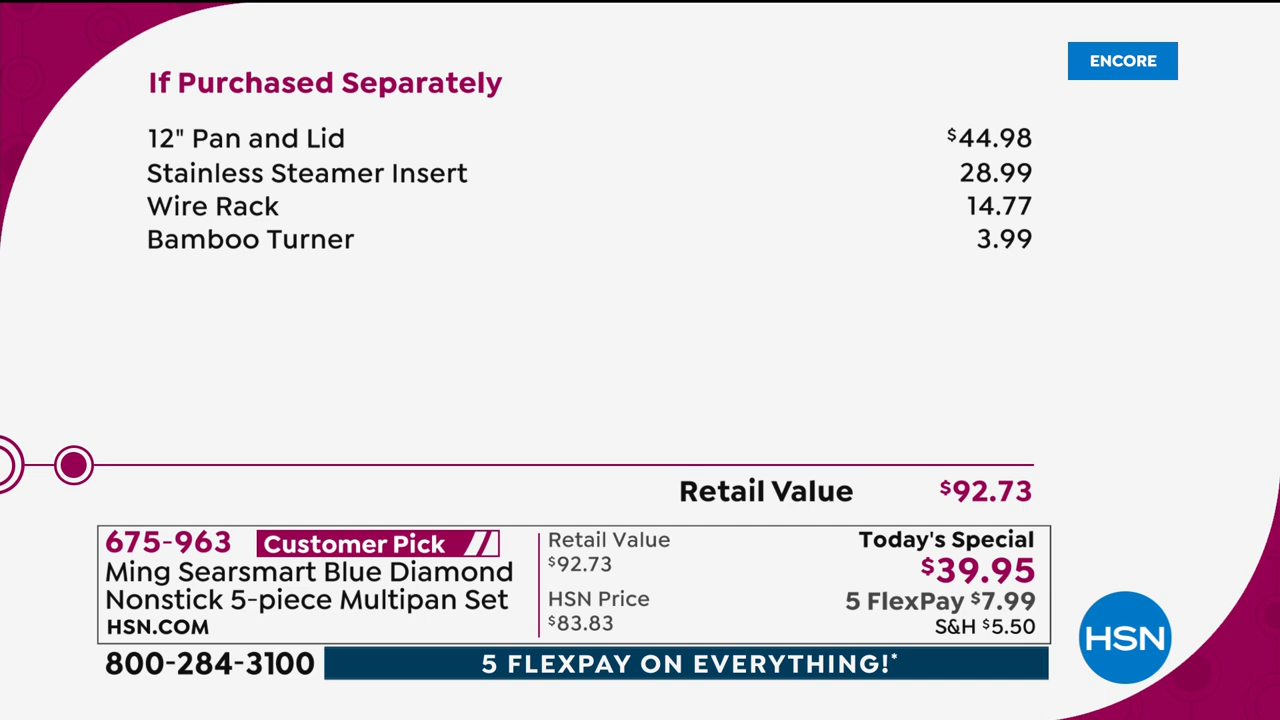 ENCORE
If Purchased Separately
12" Pan and Lid $44.98
Stainless Steamer Insert 28.99
Wire Rack 14.77
Bamboo Turner 3.99
Retail Value $92.73
675-963 Customer Pick
Ming Searsmart Blue Diamond
Nonstick 5-piece Multipan Set
HSN.COM
Retail Value
$92.73
HSN Price
$83.83
Today's Special
$39.95
5 FlexPay $7.99
S&H $5.50
HSN
800-284-3100 5 FLEXPAY ON EVERYTHING!*